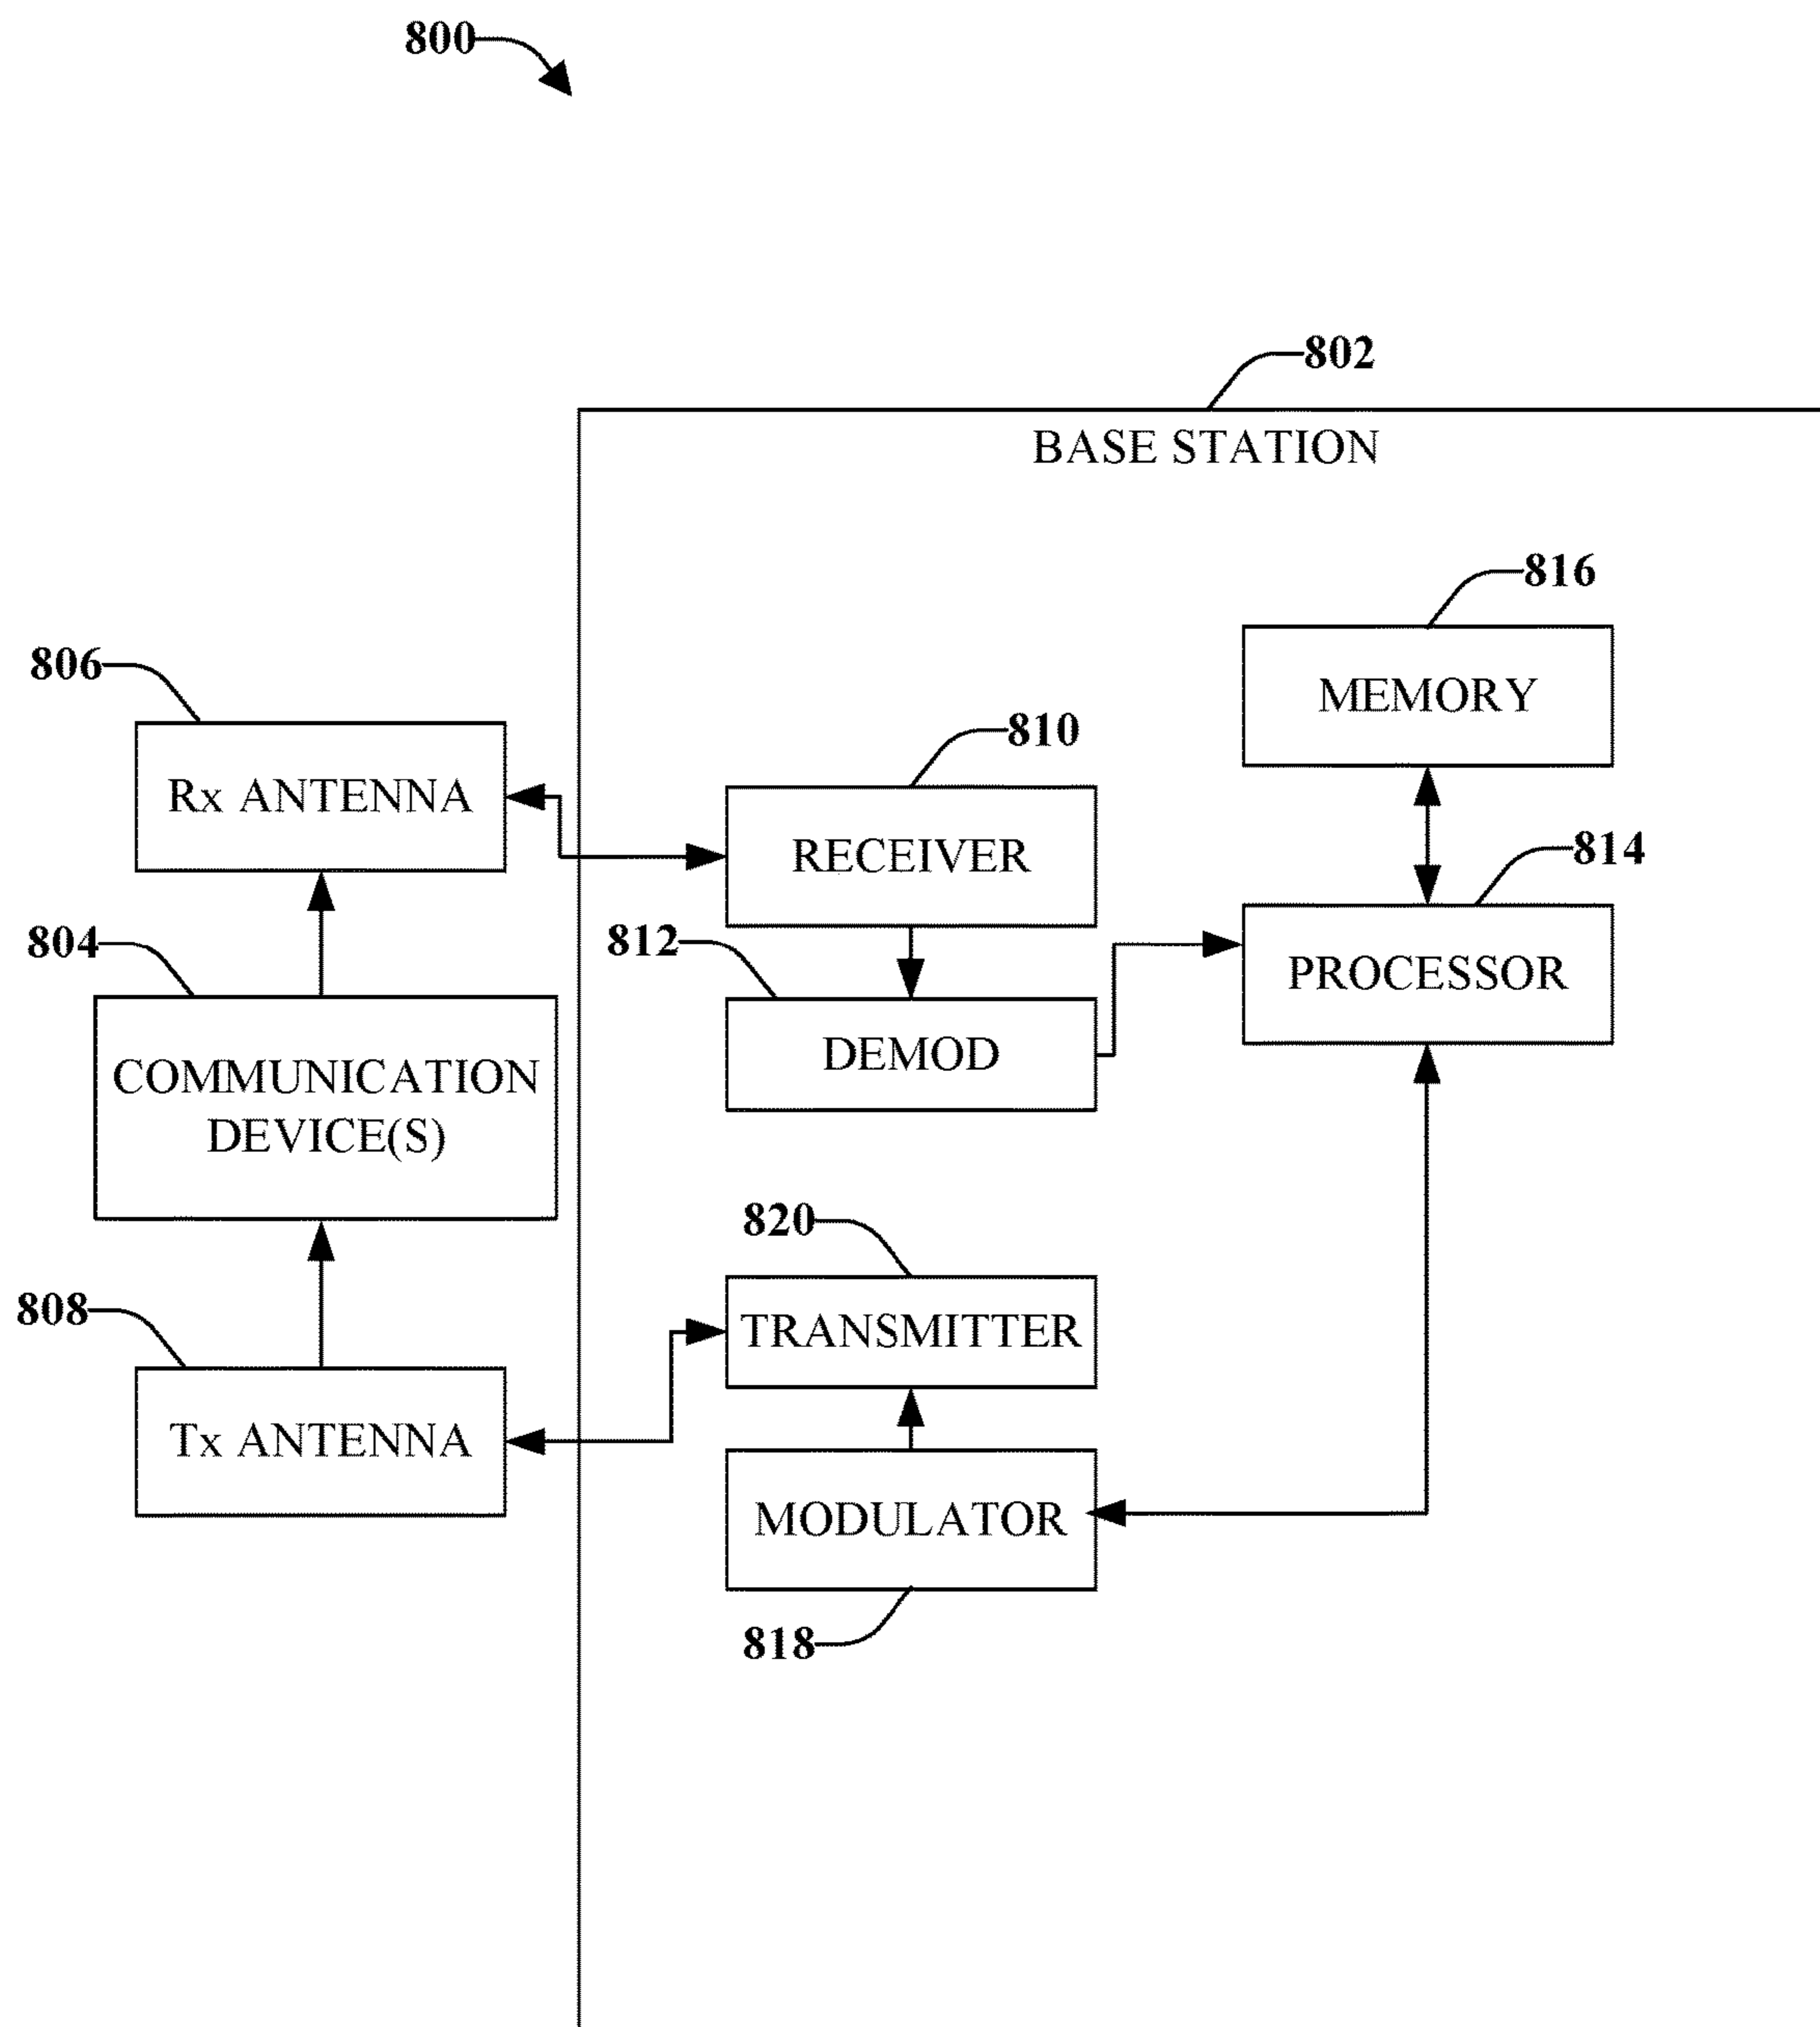 800
802
BASE STATION
816
MEMORY
806
Rx ANTENNA
810
RECEIVER
814
PROCESSOR
804
COMMUNICATION
DEVICE(S)
812
DEMOD
820
TRANSMITTER
808
Tx ANTENNA
MODULATOR
818